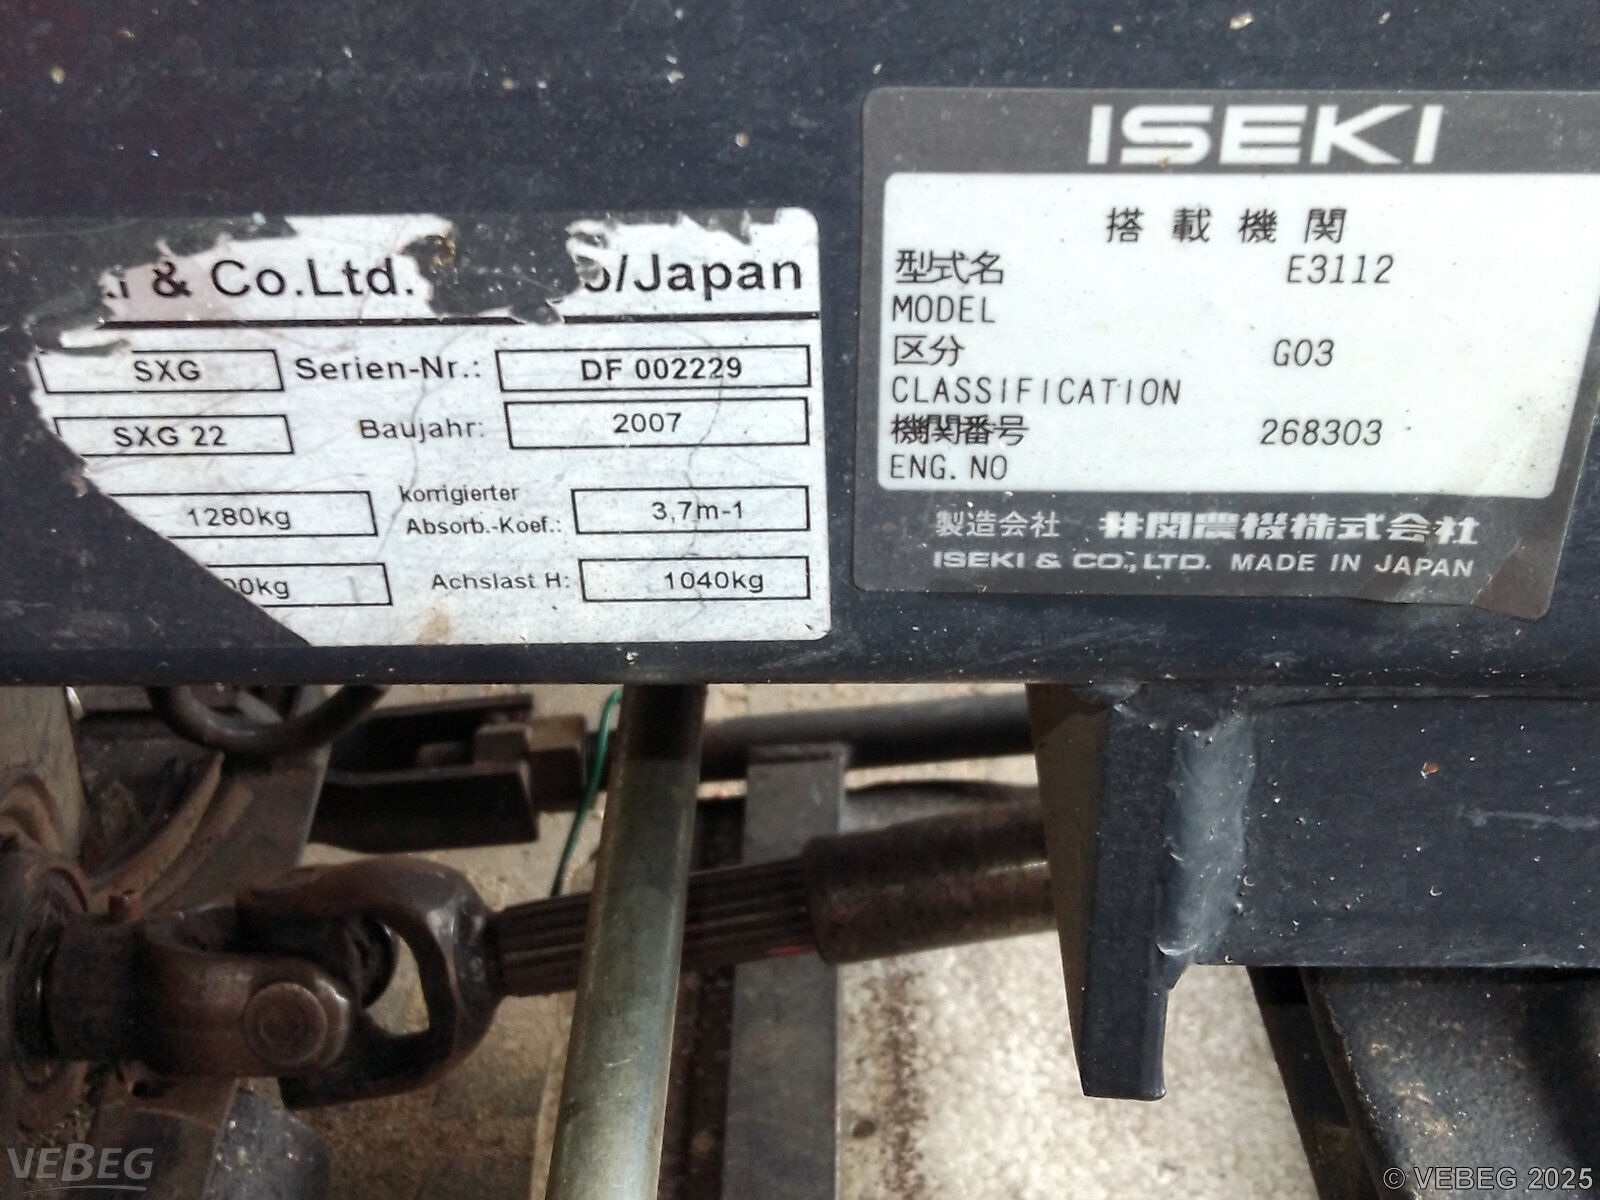 & Co.Ltd. /Japan
SXG Serien-Nr.: DF 002229
SXG 22 Baujahr: 2007
1280kg korrigierter Absorb.-Koef.: 3,7m-1
0kg Achslast H: 1040kg
ISEKI
搭載機関
型式名 E3112
MODEL
区分 G03
CLASSIFICATION
機関番号 268303
ENG. NO
製造会社 井関農機株式会社
ISEKI & CO.,LTD. MADE IN JAPAN
VEBEG
© VEBEG 2025